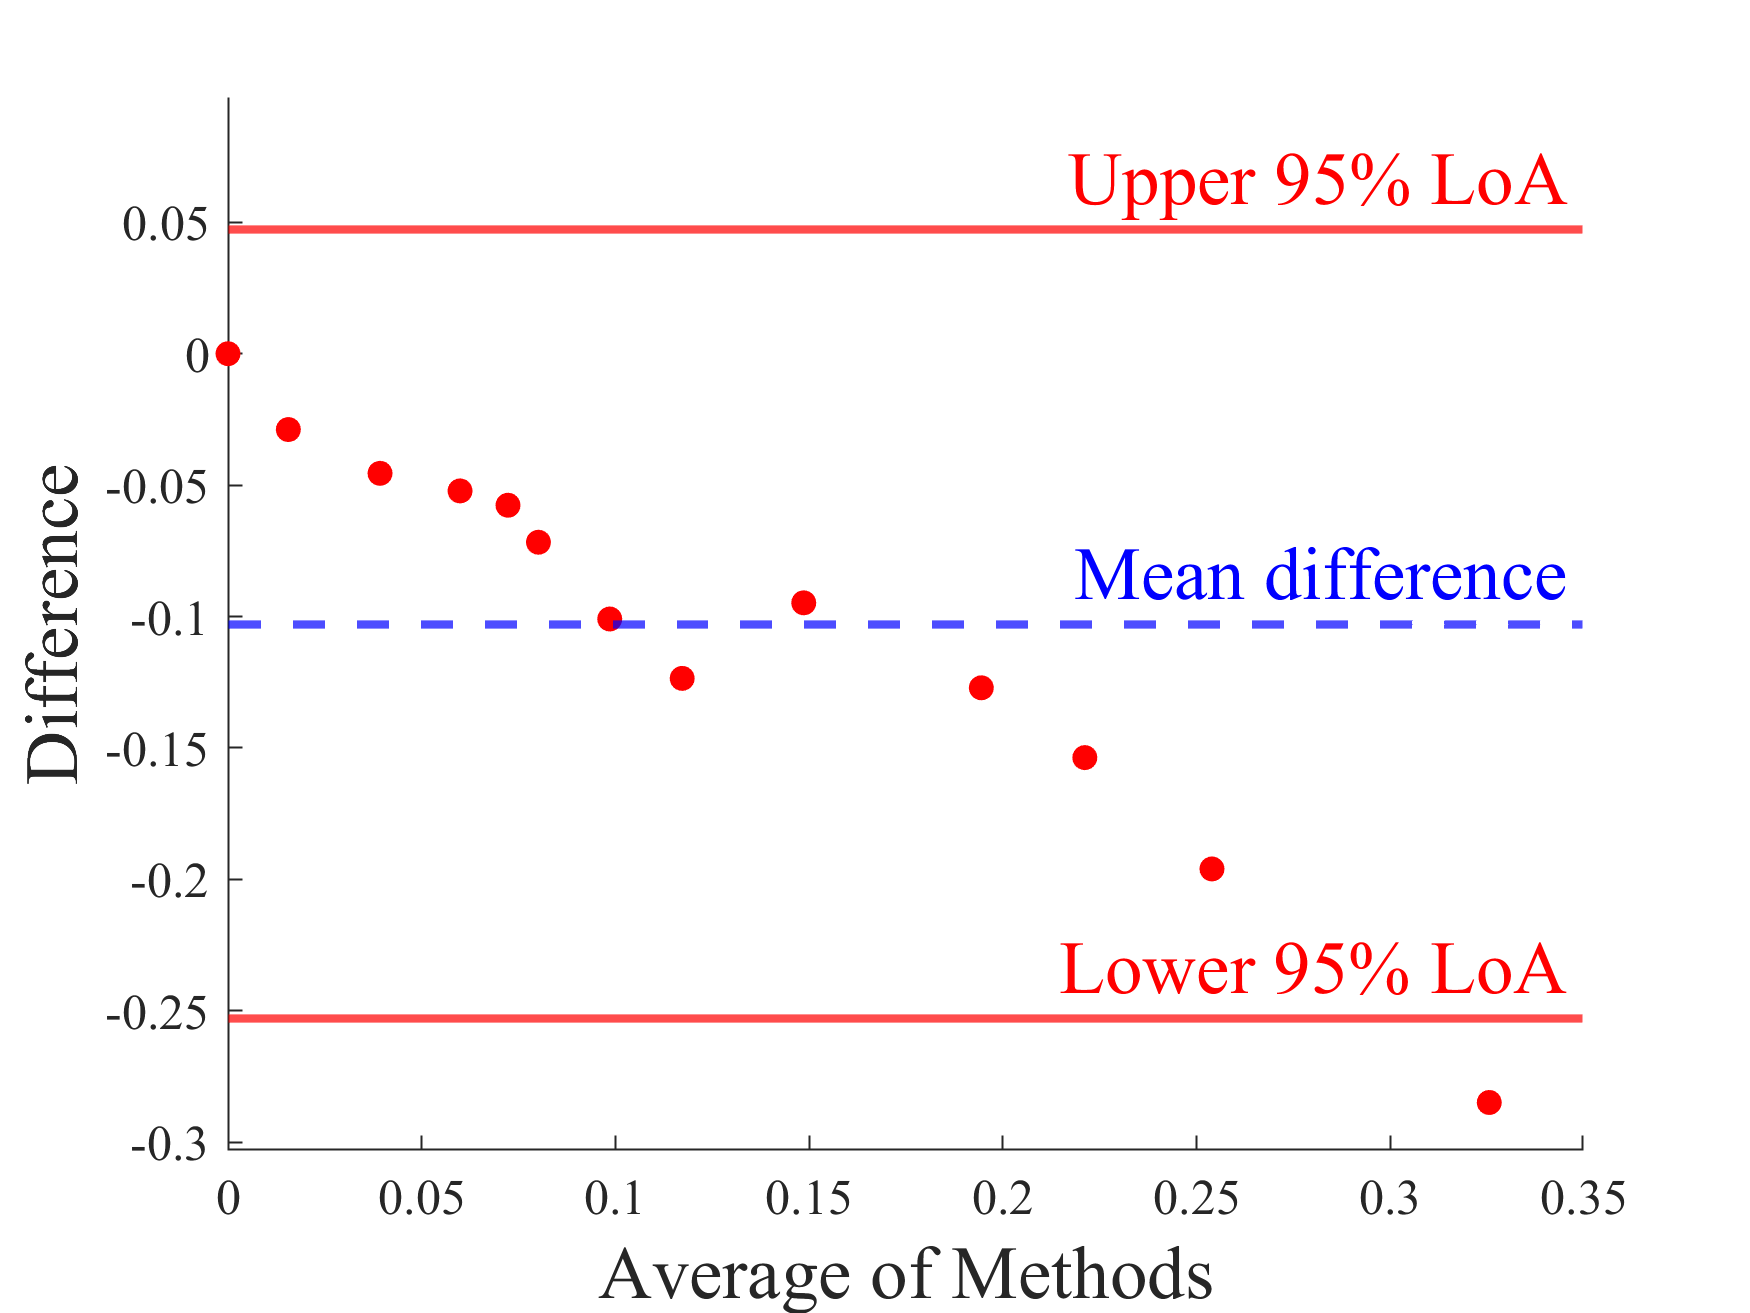 Upper 95% LoA
0.05
0
-0.05
Mean difference
-0.1
-0.15
-0.2
Lower 95% LoA
-0.25
-0.3
Difference
0 0.05 0.1 0.15 0.2 0.25 0.3 0.35
Average of Methods